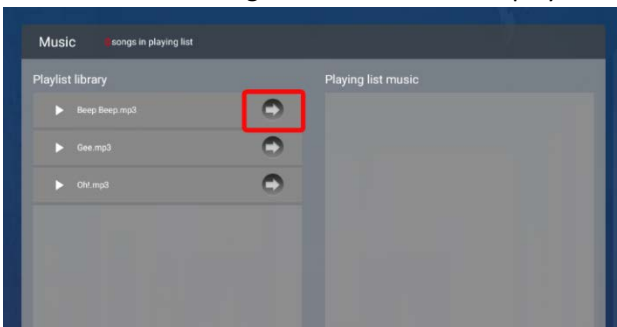 Music songs in playing list
Playlist library
Playing list music
Beep Beep.mp3
Gee.mp3
Oh!.mp3